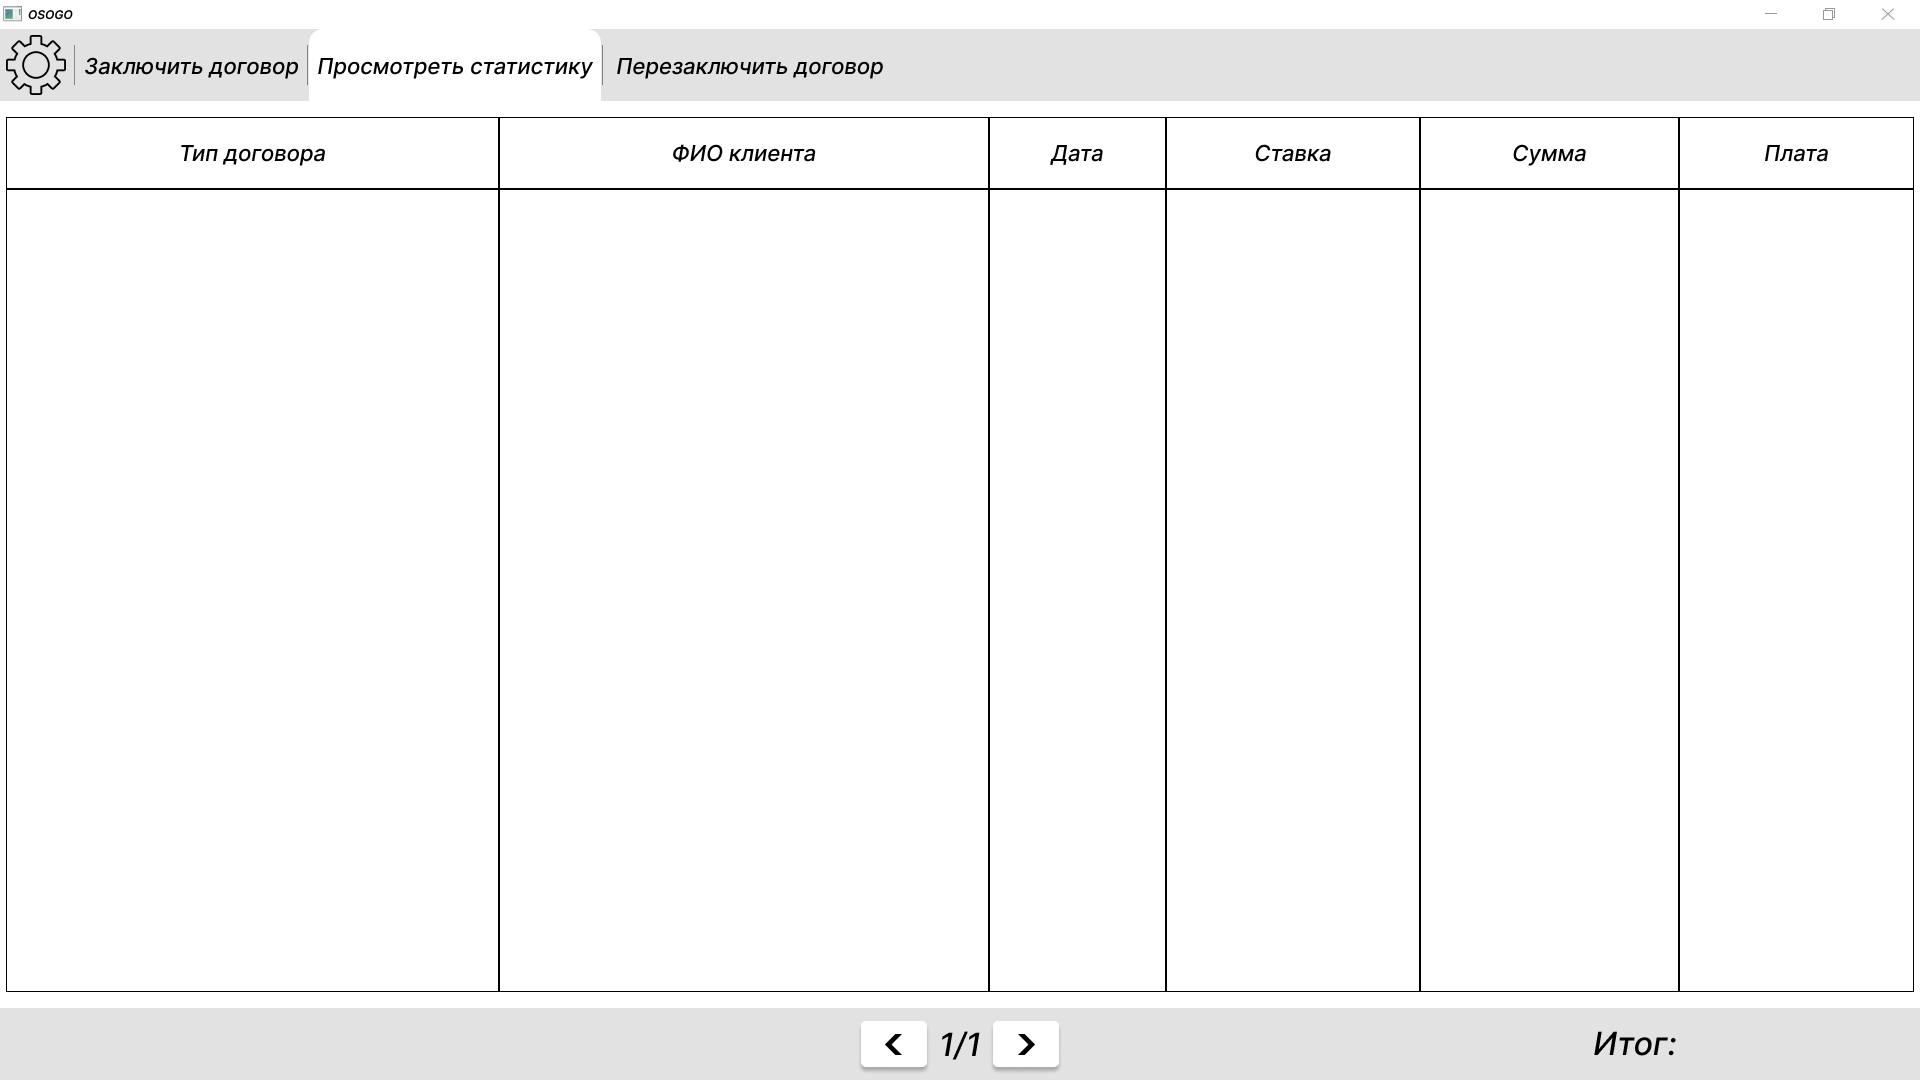 OSOGO
Заключить договор Просмотреть статистику Перезаключить договор
Тип договора ФИО клиента Дата Ставка Сумма Плата
1/1 Итог: